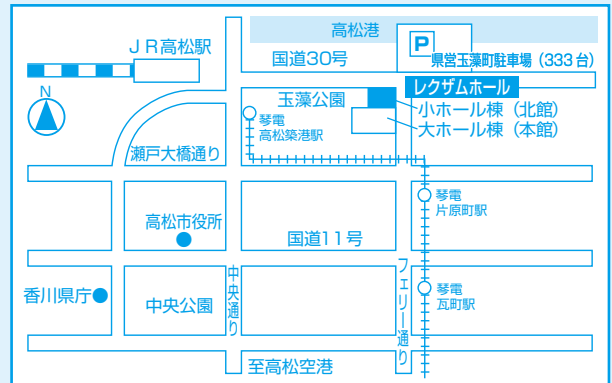 高松港
JR高松駅
国道30号
P
県営玉藻町駐車場(333台)
レクザムホール
N
玉藻公園
小ホール棟(北館)
琴電
高松築港駅
大ホール棟(本館)
瀬戸大橋通り
琴電
片原町駅
高松市役所
国道11号
香川県庁
中央公園
中央通り
フェリー通り
琴電
瓦町駅
至高松空港